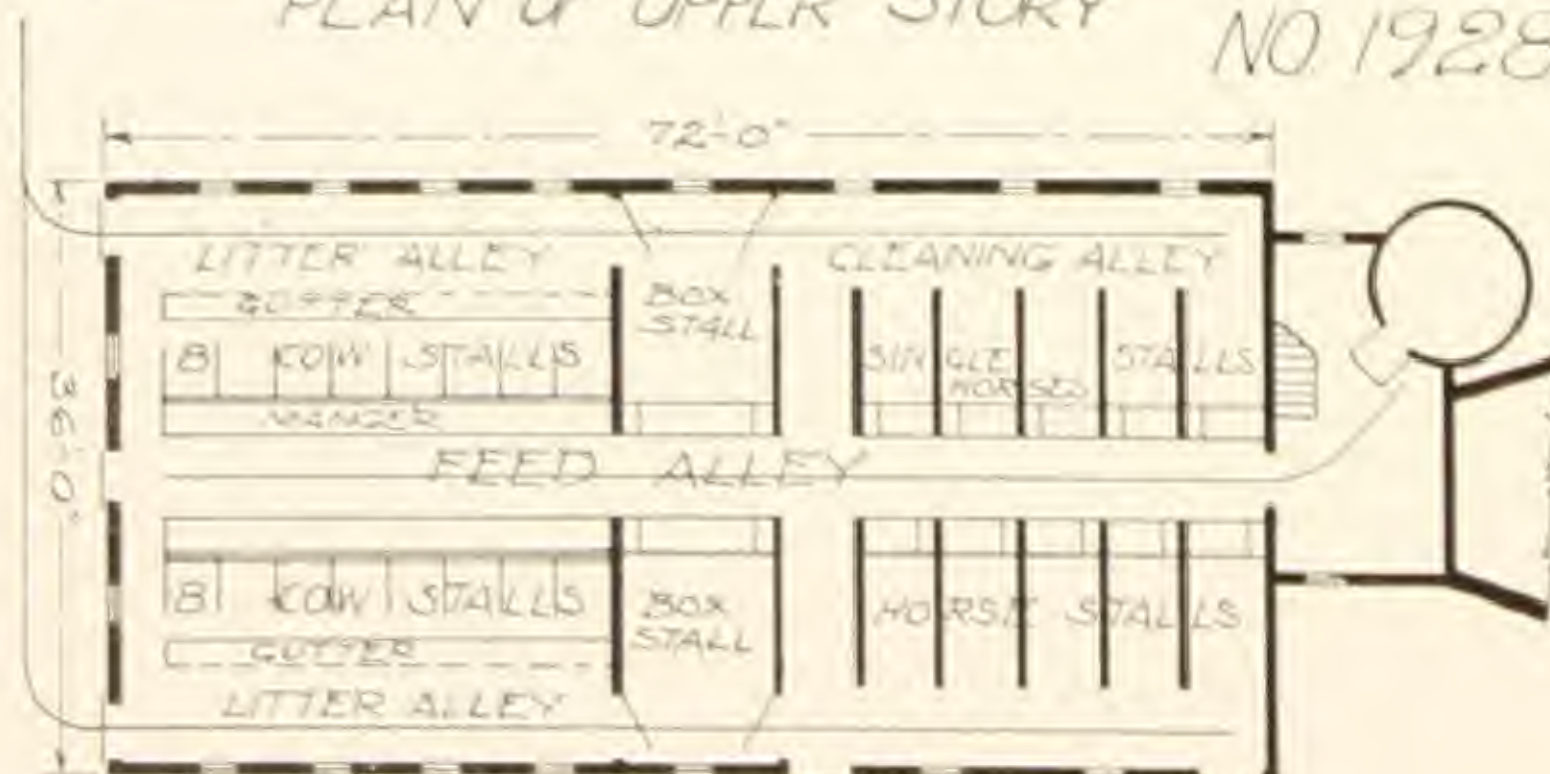 PLAN OF UPPER STORY
NO. 1928
72'-0"
LITTER ALLEY
CLEANING ALLEY
GUTTER
BOX
STALL
8 COW STALLS
SINGLE STALLS
HORSES
MANGER
36'-0"
FEED ALLEY
8 COW STALLS
BOX
STALL
HORSE STALLS
GUTTER
LITTER ALLEY